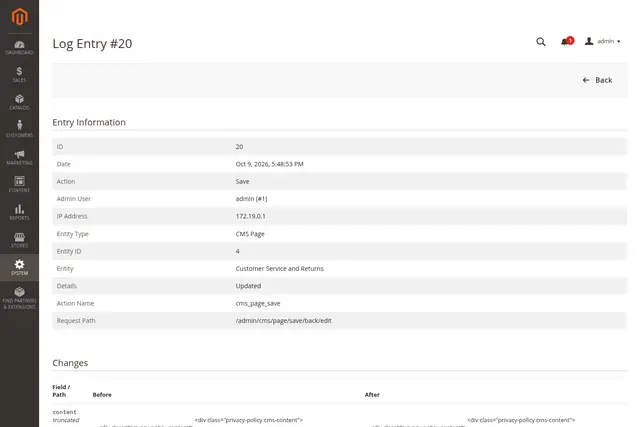 Log Entry #20
1
admin
DASHBOARD
SALES
CATALOG
CUSTOMERS
MARKETING
CONTENT
REPORTS
STORES
SYSTEM
FIND PARTNERS
& EXTENSIONS
Back
Entry Information
ID 20
Date Oct 9, 2026, 5:48:53 PM
Action Save
Admin User admin (#1)
IP Address 172.19.0.1
Entity Type CMS Page
Entity ID 4
Entity Customer Service and Returns
Details Updated
Action Name cms_page_save
Request Path /admin/cms/page/save/back/edit
Changes
Field /
Path Before After
content
truncated <div class="privacy-policy cms-content"> <div class="privacy-policy cms-content">